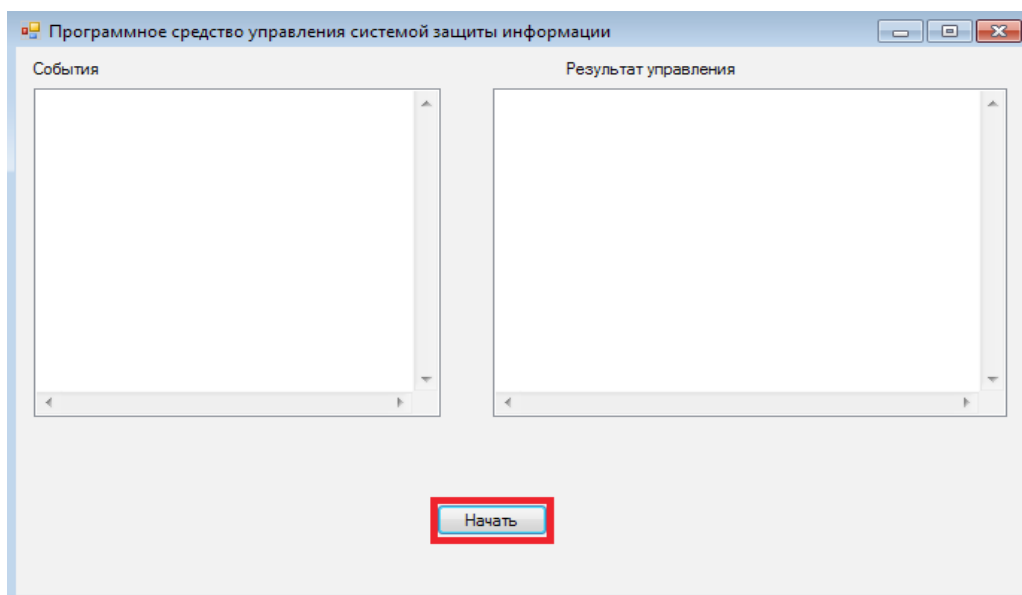 Программное средство управления системой защиты информации
События
Результат управления
Начать